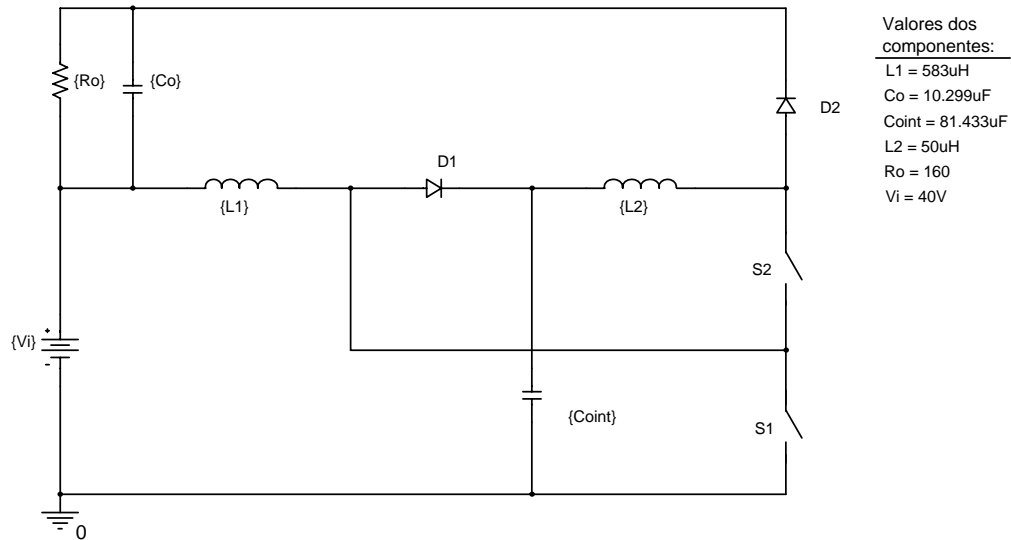 {Ro}
{Co}
D2
D1
{L1}
{L2}
S2
{Vi}
+
-
{Coint}
S1
0
Valores dos
componentes:
L1 = 583uH
Co = 10.299uF
Coint = 81.433uF
L2 = 50uH
Ro = 160
Vi = 40V